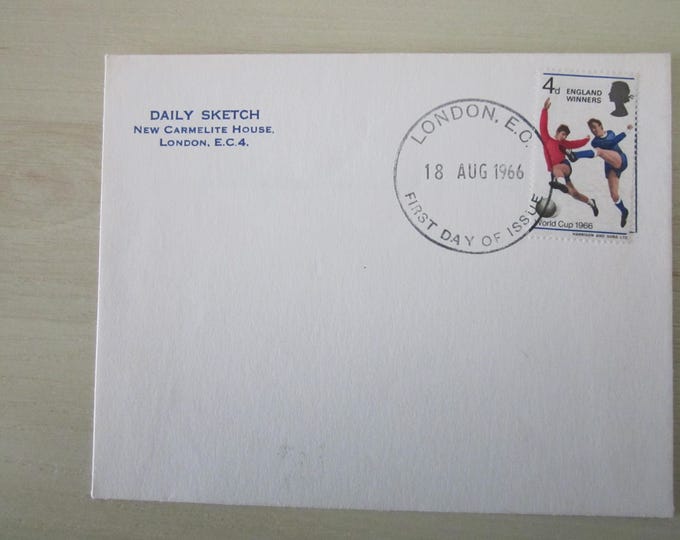 DAILY SKETCH
NEW CARMELITE HOUSE,
LONDON, E.C.4.
LONDON, E.C.
18 AUG 1966
FIRST DAY OF ISSUE
4d ENGLAND
WINNERS
World Cup 1966
HARRISON AND SONS LTD